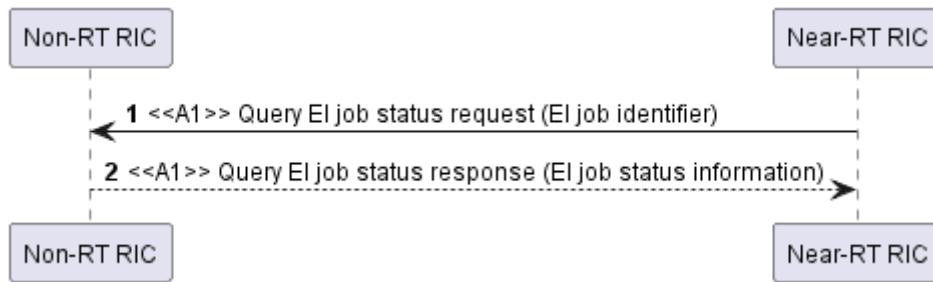 Non-RT RIC
Near-RT RIC
1 <<A1>> Query EI job status request (EI job identifier)
2 <<A1>> Query EI job status response (EI job status information)
Non-RT RIC
Near-RT RIC